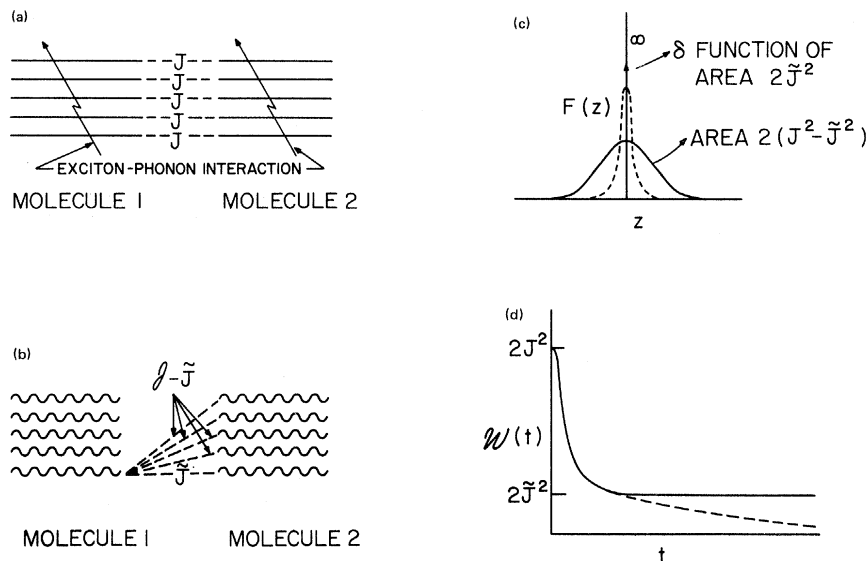 (a)
J
J
J
J
J
EXCITON-PHONON INTERACTION
MOLECULE 1 MOLECULE 2
(b)
𝒥-J̃
J̃
MOLECULE 1 MOLECULE 2
(c)
∞
δ FUNCTION OF
AREA 2J̃²
F(z)
AREA 2(J²-J̃²)
z
(d)
2J²
𝒲(t)
2J̃²
t